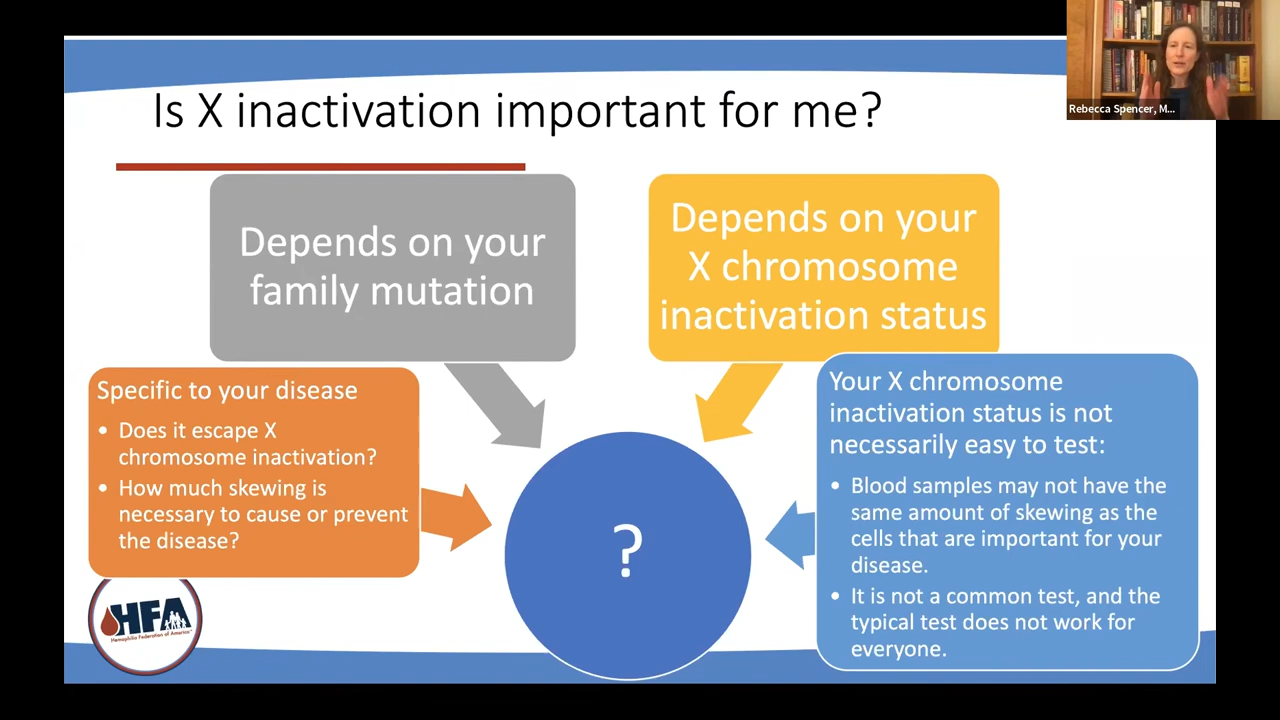 Rebecca Spencer, M...
Is X inactivation important for me?
Depends on your
family mutation
Depends on your
X chromosome
inactivation status
Specific to your disease
• Does it escape X
chromosome inactivation?
• How much skewing is
necessary to cause or prevent
the disease?
?
Your X chromosome
inactivation status is not
necessarily easy to test:
• Blood samples may not have the
same amount of skewing as the
cells that are important for your
disease.
• It is not a common test, and the
typical test does not work for
everyone.
HFA
Hemophilia Federation of America